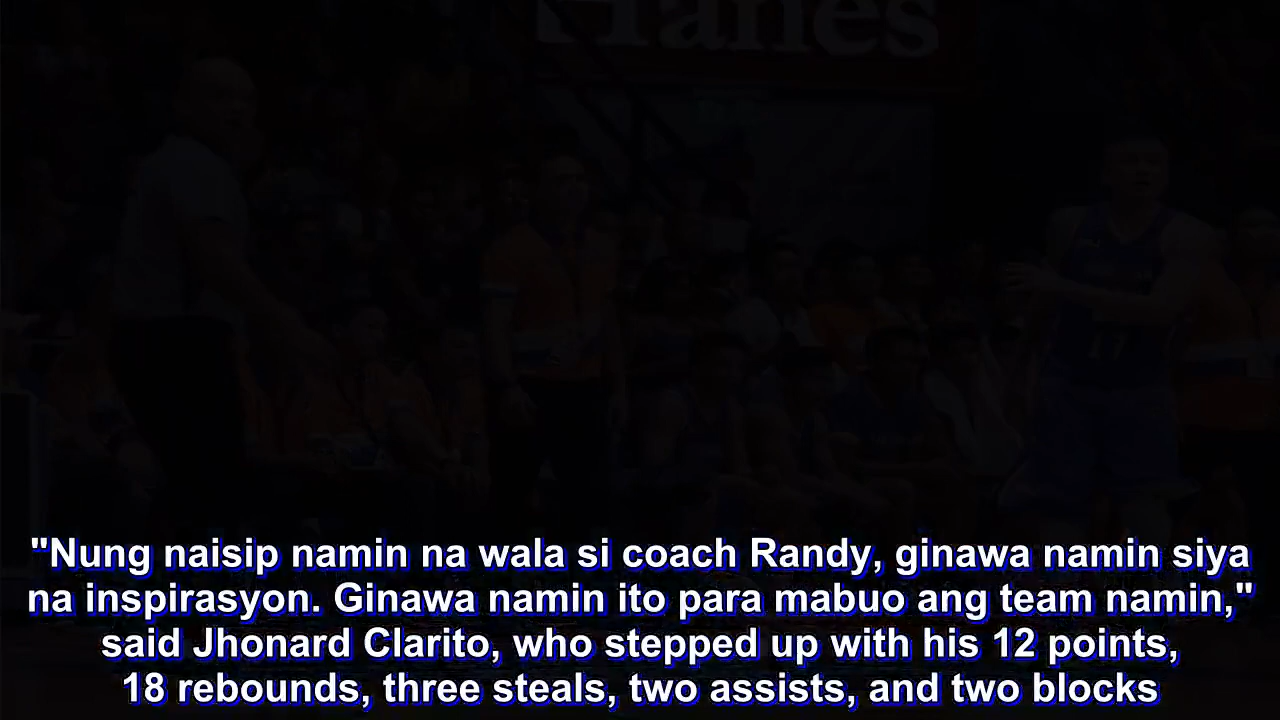 Hanes
"Nung naisip namin na wala si coach Randy, ginawa namin siya
na inspirasyon. Ginawa namin ito para mabuo ang team namin,"
said Jhonard Clarito, who stepped up with his 12 points,
18 rebounds, three steals, two assists, and two blocks